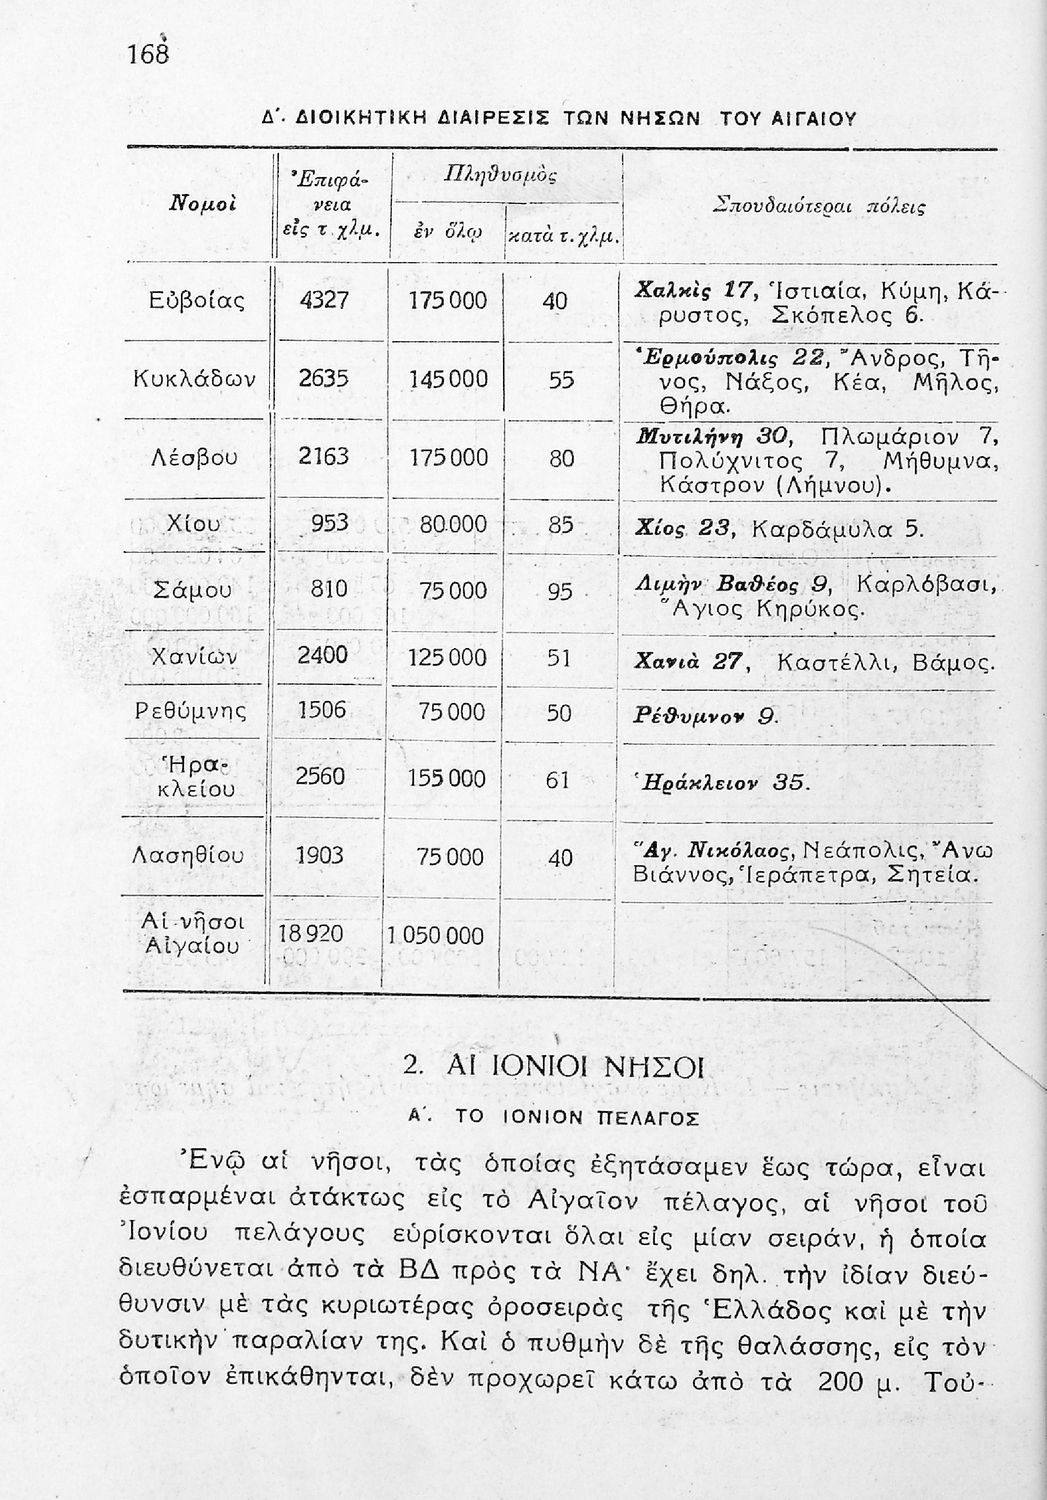 168
Δ'. ΔΙΟΙΚΗΤΙΚΗ ΔΙΑΙΡΕΣΙΣ ΤΩΝ ΝΗΣΩΝ ΤΟΥ ΑΙΓΑΙΟΥ
Νομοὶ
Ἐπιφά-
νεια
εἰς τ. χλμ.
Πληθυσμὸς
ἐν ὅλῳ
κατὰ τ. χλμ.
Σπουδαιότεραι πόλεις
Εὐβοίας 4327 175 000 40 Χαλκὶς 17, Ἱστιαία, Κύμη, Κά-
ρυστος, Σκόπελος 6.
Κυκλάδων 2635 145 000 55 Ἑρμούπολις 22, Ἄνδρος, Τῆ-
νος, Νάξος, Κέα, Μῆλος,
Θήρα.
Λέσβου 2163 175 000 80 Μυτιλήνη 30, Πλωμάριον 7,
Πολύχνιτος 7, Μήθυμνα,
Κάστρον (Λήμνου).
Χίου 953 80.000 85 Χίος 23, Καρδάμυλα 5.
Σάμου 810 75 000 95 Λιμὴν Βαθέος 9, Καρλόβασι,
Ἅγιος Κηρύκος.
Χανίων 2400 125 000 51 Χανιὰ 27, Καστέλλι, Βάμος.
Ρεθύμνης 1506 75 000 50 Ρέθυμνον 9.
Ἡρα-
κλείου 2560 155 000 61 Ἡράκλειον 35.
Λασηθίου 1903 75 000 40 Ἅγ. Νικόλαος, Νεάπολις, Ἄνω
Βιάννος, Ἱεράπετρα, Σητεία.
Αἱ νῆσοι
Αἰγαίου 18 920 1 050 000
2. ΑΙ ΙΟΝΙΟΙ ΝΗΣΟΙ
Α'. ΤΟ ΙΟΝΙΟΝ ΠΕΛΑΓΟΣ
Ἐνῷ αἱ νῆσοι, τὰς ὁποίας ἐξητάσαμεν ἕως τώρα, εἶναι
ἐσπαρμέναι ἀτάκτως εἰς τὸ Αἰγαῖον πέλαγος, αἱ νῆσοι τοῦ
Ἰονίου πελάγους εὑρίσκονται ὅλαι εἰς μίαν σειράν, ἡ ὁποία
διευθύνεται ἀπὸ τὰ ΒΔ πρὸς τὰ ΝΑ· ἔχει δηλ. τὴν ἰδίαν διεύ-
θυνσιν μὲ τὰς κυριωτέρας ὀροσειρὰς τῆς Ἑλλάδος καὶ μὲ τὴν
δυτικὴν παραλίαν της. Καὶ ὁ πυθμὴν δὲ τῆς θαλάσσης, εἰς τὸν
ὁποῖον ἐπικάθηνται, δὲν προχωρεῖ κάτω ἀπὸ τὰ 200 μ. Τοὐ-